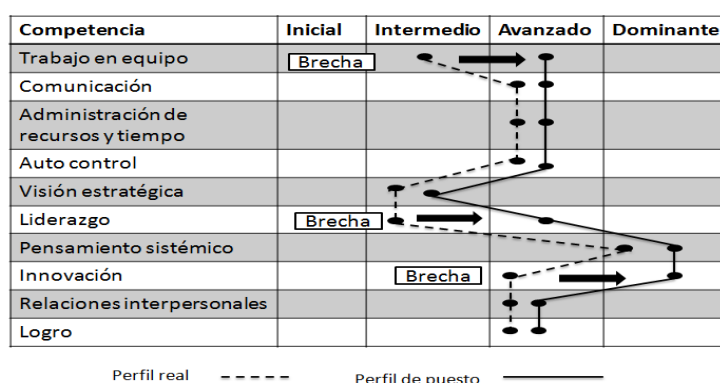 Competencia Inicial Intermedio Avanzado Dominante
Trabajo en equipo Brecha
Comunicación
Administración de
recursos y tiempo
Auto control
Visión estratégica
Liderazgo Brecha
Pensamiento sistémico
Innovación Brecha
Relaciones interpersonales
Logro
Perfil real Perfil de puesto